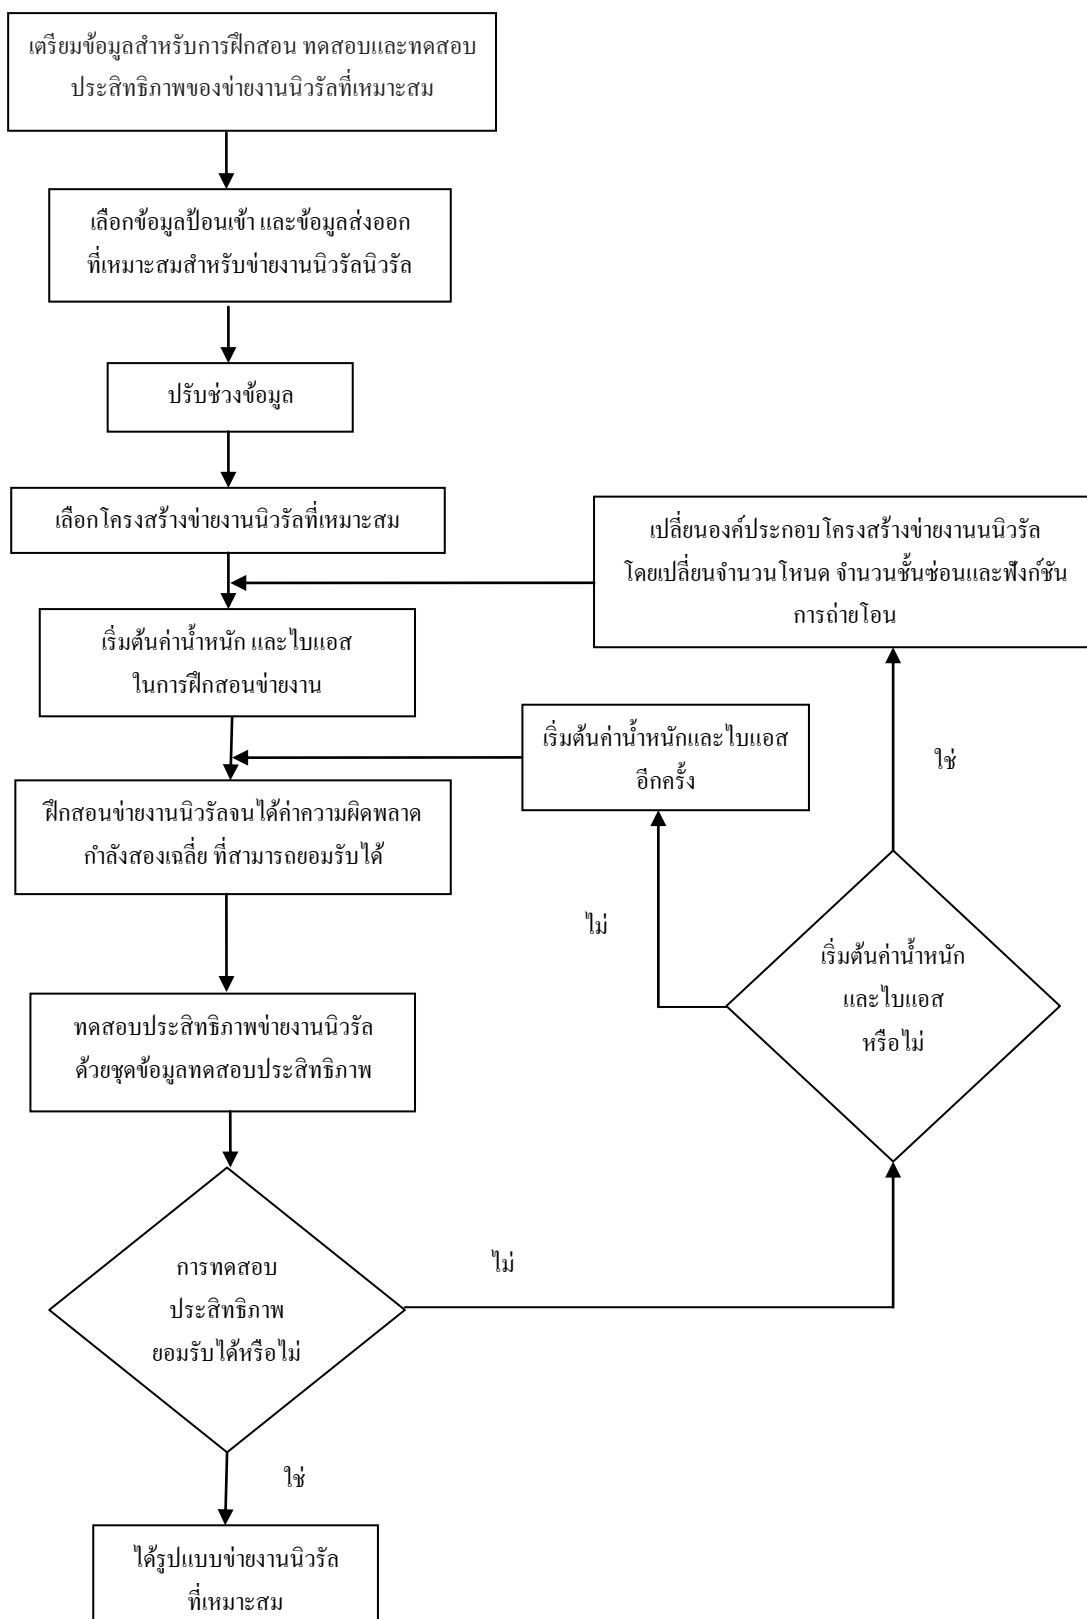 เตรียมข้อมูลสำหรับการฝึกสอน ทดสอบและทดสอบ
ประสิทธิภาพของข่ายงานนิวรัลที่เหมาะสม
เลือกข้อมูลป้อนเข้า และข้อมูลส่งออก
ที่เหมาะสมสำหรับข่ายงานนิวรัลนิวรัล
ปรับช่วงข้อมูล
เลือกโครงสร้างข่ายงานนิวรัลที่เหมาะสม
เปลี่ยนองค์ประกอบโครงสร้างข่ายงานนนิวรัล
โดยเปลี่ยนจำนวนโหนด จำนวนชั้นซ่อนและฟังก์ชัน
การถ่ายโอน
เริ่มต้นค่าน้ำหนัก และไบแอส
ในการฝึกสอนข่ายงาน
เริ่มต้นค่าน้ำหนักและไบแอส
อีกครั้ง
ใช่
ฝึกสอนข่ายงานนิวรัลจนได้ค่าความผิดพลาด
กำลังสองเฉลี่ย ที่สามารถยอมรับได้
ไม่
เริ่มต้นค่าน้ำหนัก
และไบแอส
หรือไม่
ทดสอบประสิทธิภาพข่ายงานนิวรัล
ด้วยชุดข้อมูลทดสอบประสิทธิภาพ
การทดสอบ
ประสิทธิภาพ
ยอมรับได้หรือไม่
ไม่
ใช่
ได้รูปแบบข่ายงานนิวรัล
ที่เหมาะสม